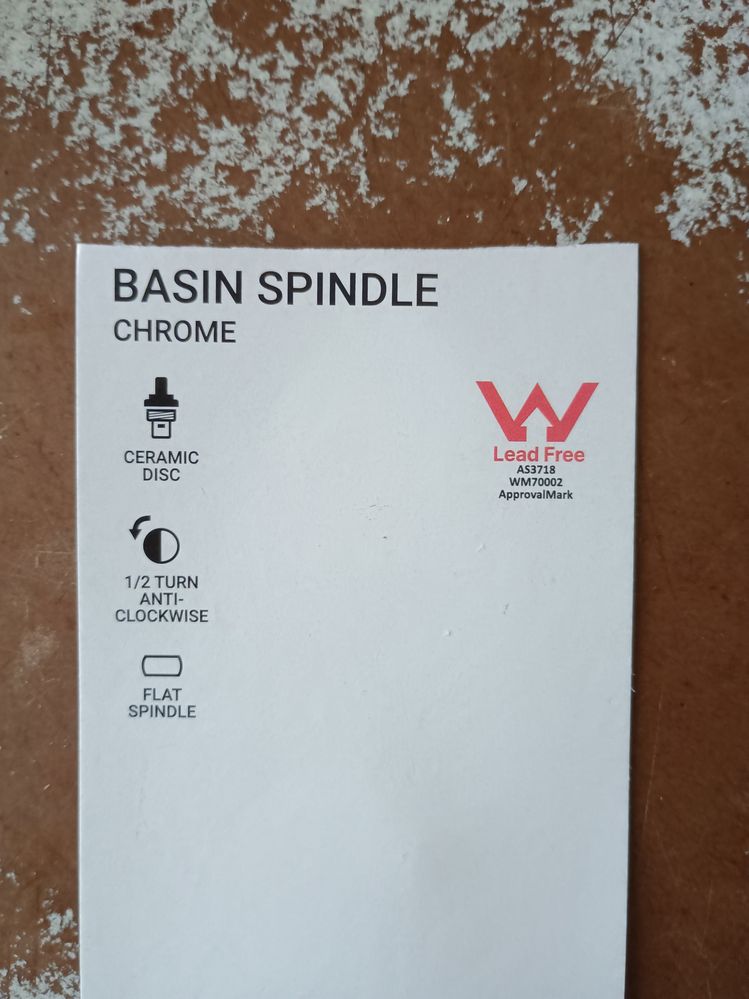 BASIN SPINDLE
CHROME
CERAMIC
DISC
1/2 TURN
ANTI-
CLOCKWISE
FLAT
SPINDLE
Lead Free
AS3718
WM70002
ApprovalMark